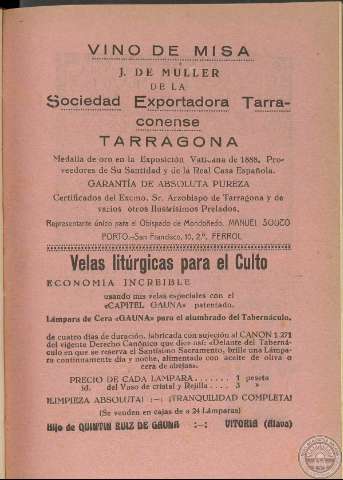 VINO DE MISA
J. DE MULLER
DE LA
Sociedad Exportadora Tarra-
conense
TARRAGONA
Medalla de oro en la Exposición Vaticana de 1888, Pro-
veedores de Su Santidad y de la Real Casa Española.
GARANTÍA DE ABSOLUTA PUREZA
Certificados del Excmo. Sr. Arzobispo de Tarragona y de
varios otros Ilustrísimos Prelados.
Representante único para el Obispado de Mondoñedo. MANUEL SOUZO
PORTO.—San Francisco, 10, 2.º, FERROL
Velas litúrgicas para el Culto
ECONOMIA INCREIBLE
usando mis velas especiales con el
«CAPITEL GAUNA» patentado.
Lámpara de Cera «GAUNA» para el alumbrado del Tabernáculo,
de cuatro días de duración, fabricada con sujeción al CANON 1 271
del vigente Derecho Canónico que dice así: «Delante del Taberná-
culo en que se reserva el Santísimo Sacramento, brille una Lámpa-
ra continuamente día y noche, alimentado con aceite de oliva o
cera de abejas».
PRECIO DE CADA LAMPARA . . . . . . . 1 peseta
id. del Vaso de cristal y Rejilla . . . . 3 »
¡LIMPIEZA ABSOLUTA! :—: ¡TRANQUILIDAD COMPLETA!
(Se venden en cajas de a 24 Lámparas)
Hijo de QUINTIN RUIZ DE GAUNA :—: VITORIA (Alava)